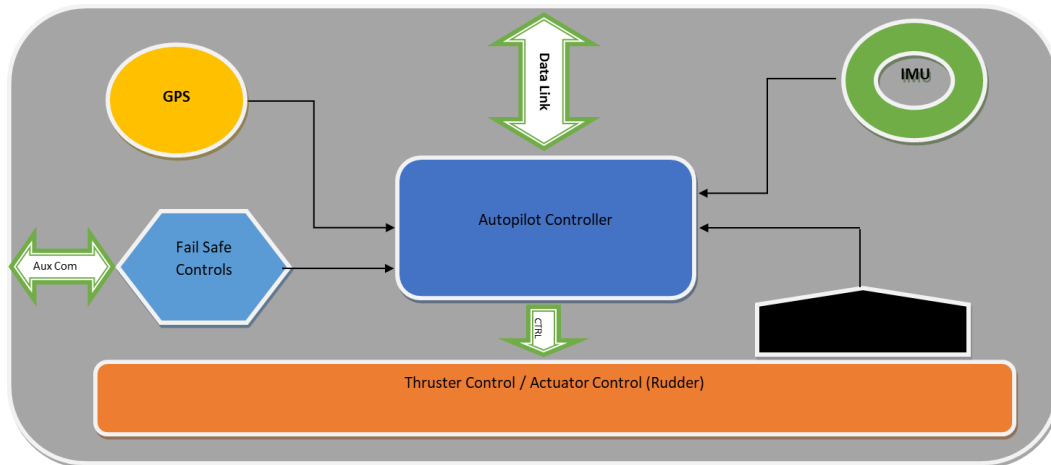 GPS
Data Link
IMU
Autopilot Controller
Fail Safe
Controls
Aux Com
CTRL
Thruster Control / Actuator Control (Rudder)